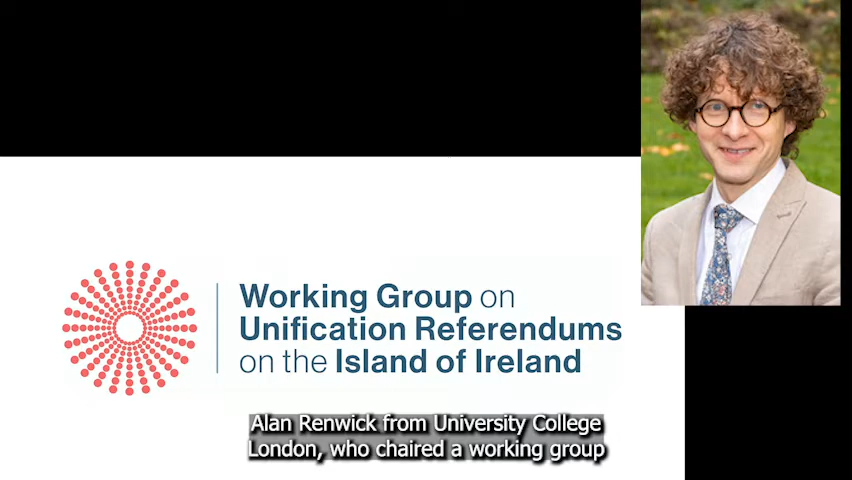 Working Group on
Unification Referendums
on the Island of Ireland
Alan Renwick from University College
London, who chaired a working group